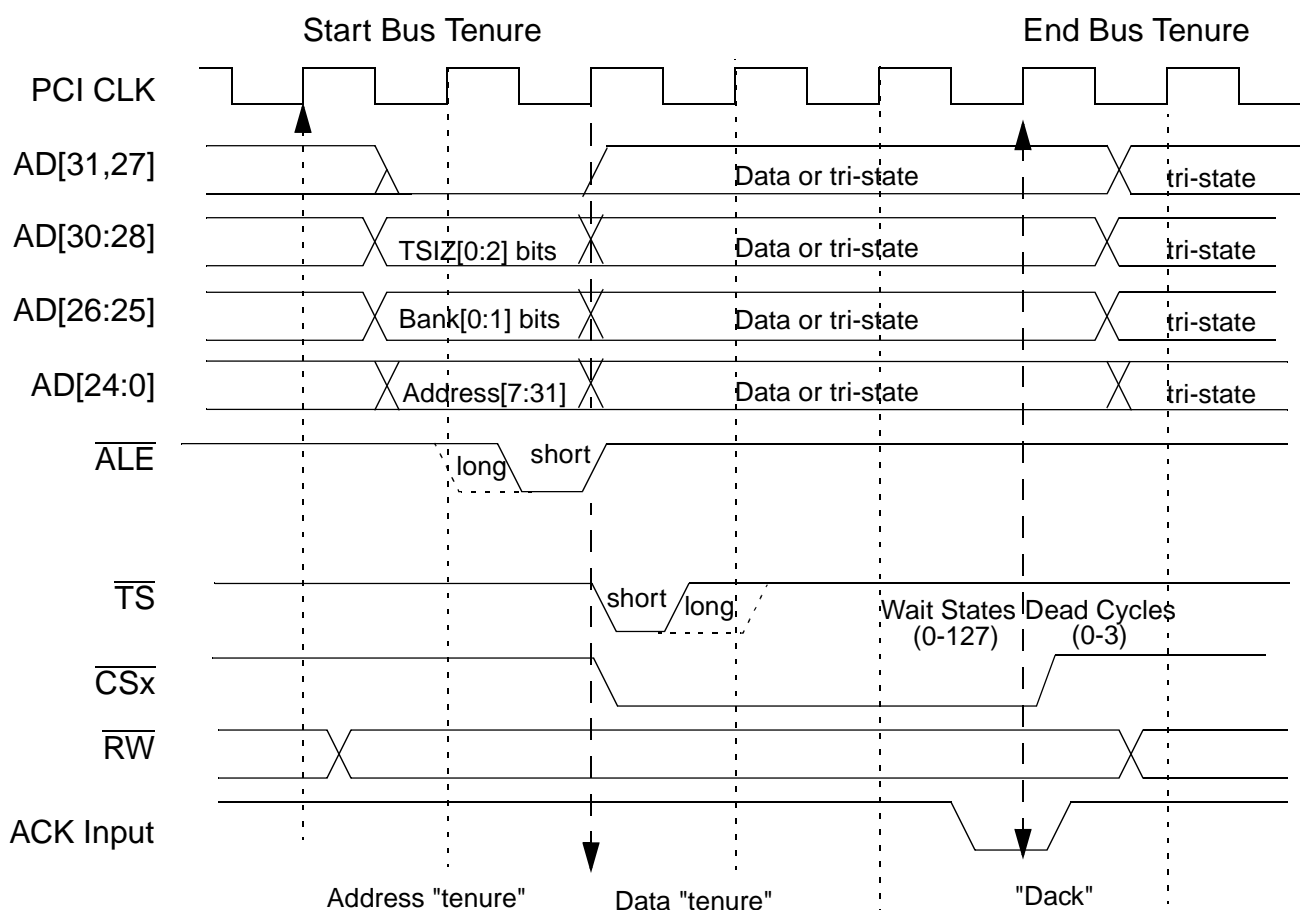 Start Bus Tenure End Bus Tenure
PCI CLK
AD[31,27] Data or tri-state tri-state
AD[30:28] TSIZ[0:2] bits Data or tri-state tri-state
AD[26:25] Bank[0:1] bits Data or tri-state tri-state
AD[24:0] Address[7:31] Data or tri-state tri-state
ALE long short
TS short long
Wait States Dead Cycles
(0-127) (0-3)
CSx
RW
ACK Input
Address "tenure" Data "tenure" "Dack"